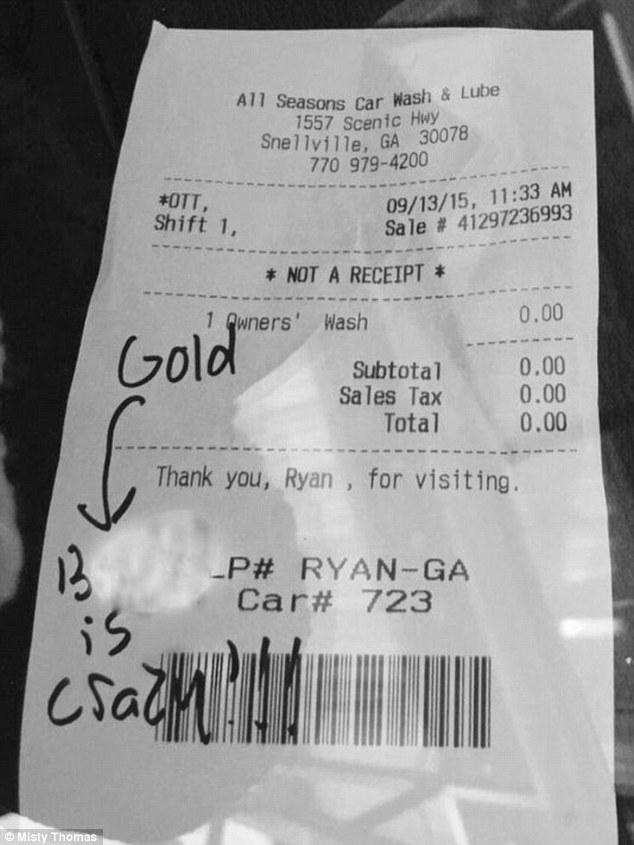 All Seasons Car Wash & Lube
1557 Scenic Hwy
Snellville, GA 30078
770 979-4200
*OTT, 09/13/15, 11:33 AM
Shift 1, Sale # 41297236993
* NOT A RECEIPT *
1 Owners' Wash 0.00
Gold
Subtotal 0.00
Sales Tax 0.00
Total 0.00
Thank you, Ryan , for visiting.
LP# RYAN-GA
Car# 723
B
is
crazy!!!
© Misty Thomas